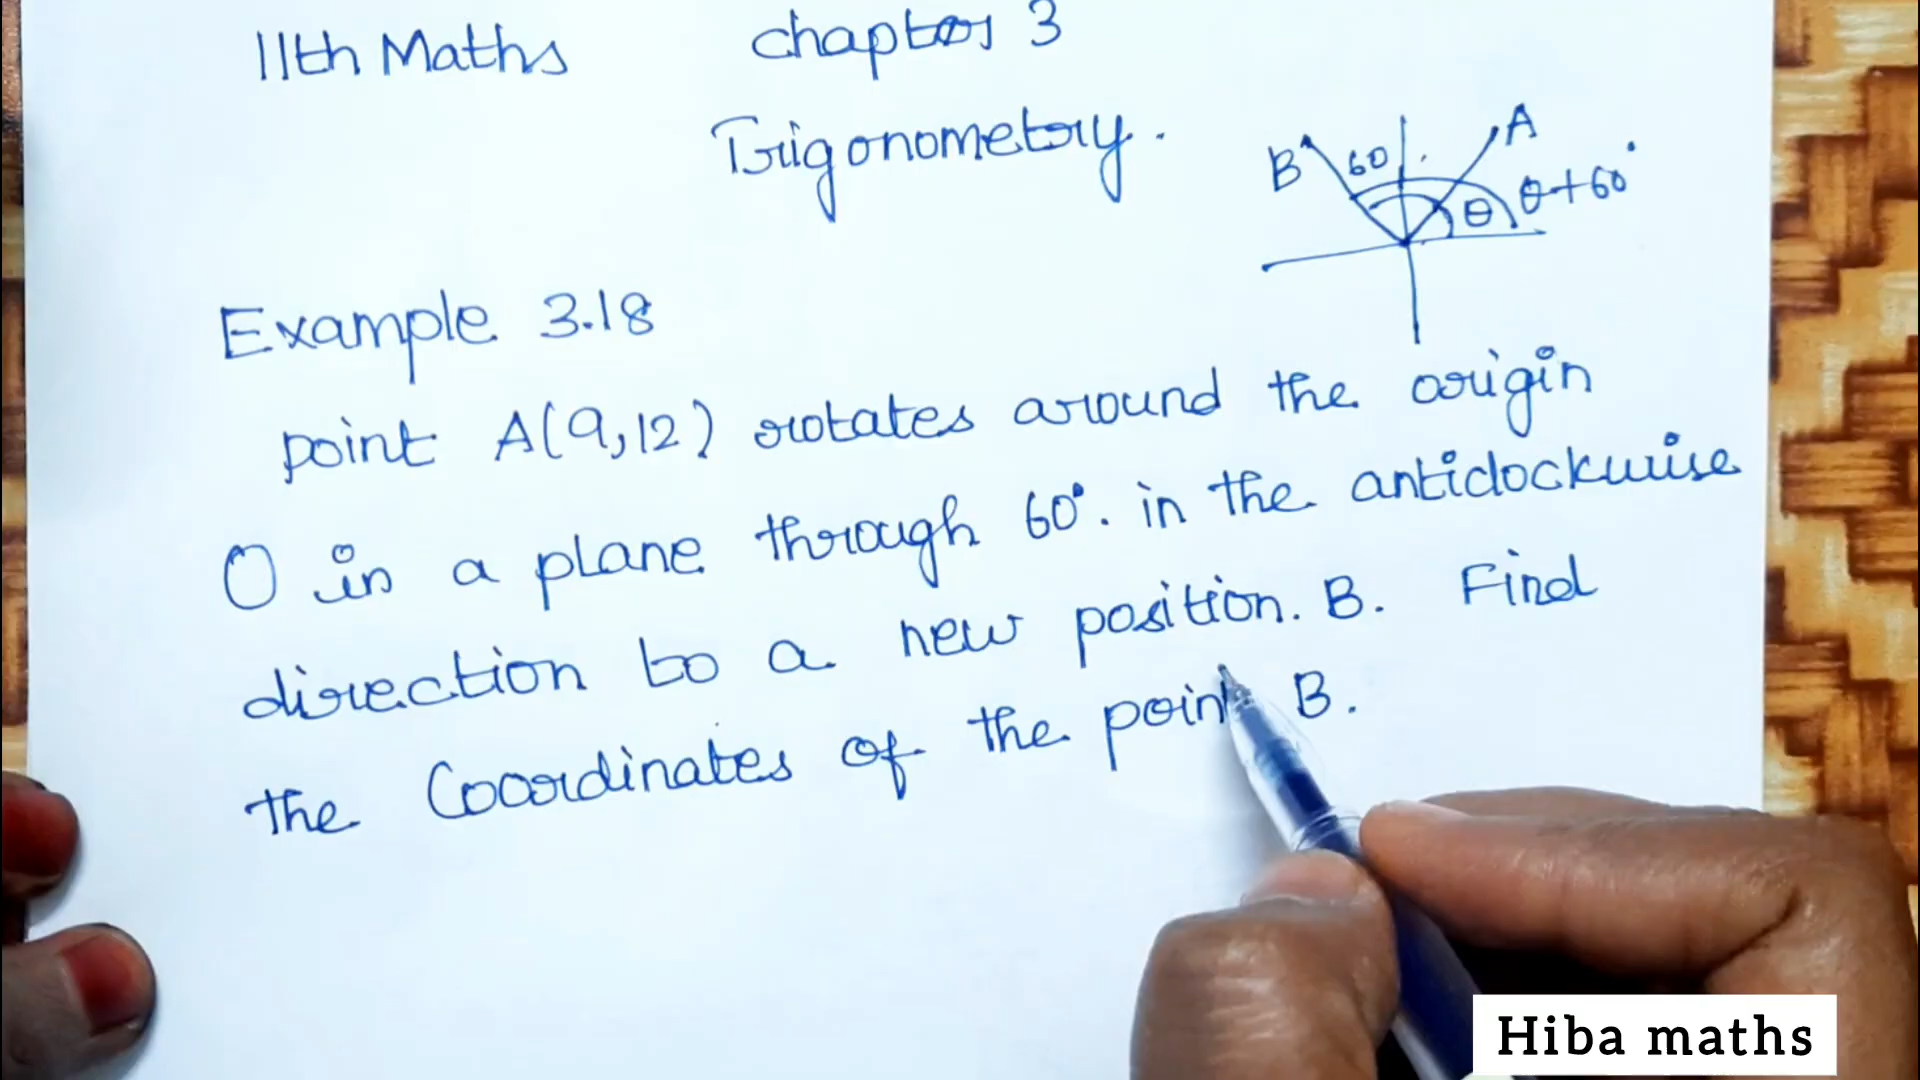 11th Maths chapter 3
Trigonometry.
B 60 A
θ θ+60°
Example 3.18
point A(9,12) rotates around the origin
O in a plane through 60°. in the anticlockwise
direction to a new position. B. Find
the Coordinates of the point B.
Hiba maths